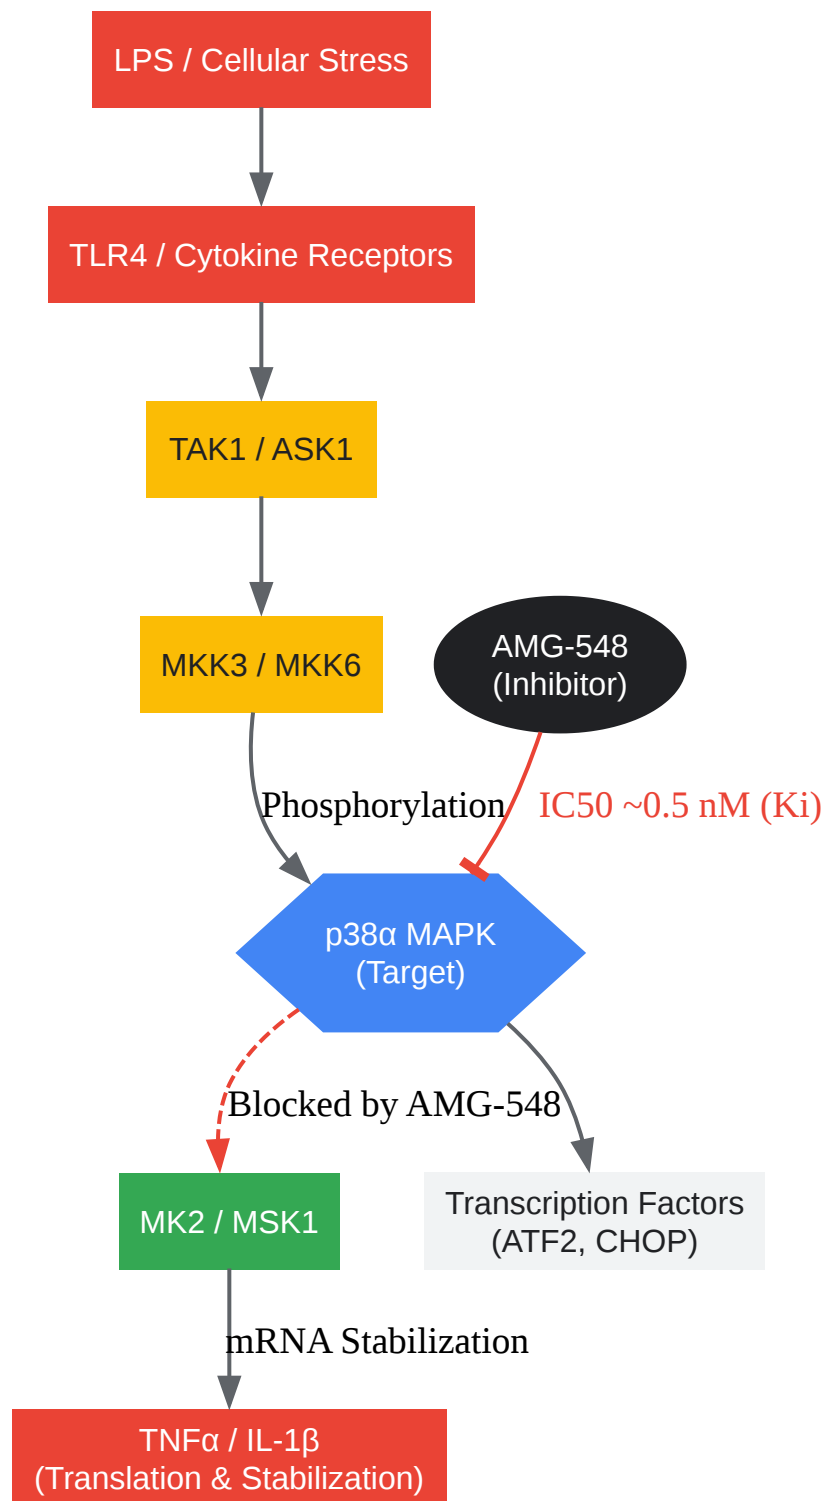 LPS / Cellular Stress
TLR4 / Cytokine Receptors
TAK1 / ASK1
MKK3 / MKK6
AMG-548
(Inhibitor)
Phosphorylation
IC50 ~0.5 nM (Ki)
p38α MAPK
(Target)
Blocked by AMG-548
MK2 / MSK1
Transcription Factors
(ATF2, CHOP)
mRNA Stabilization
TNFα / IL-1β
(Translation & Stabilization)